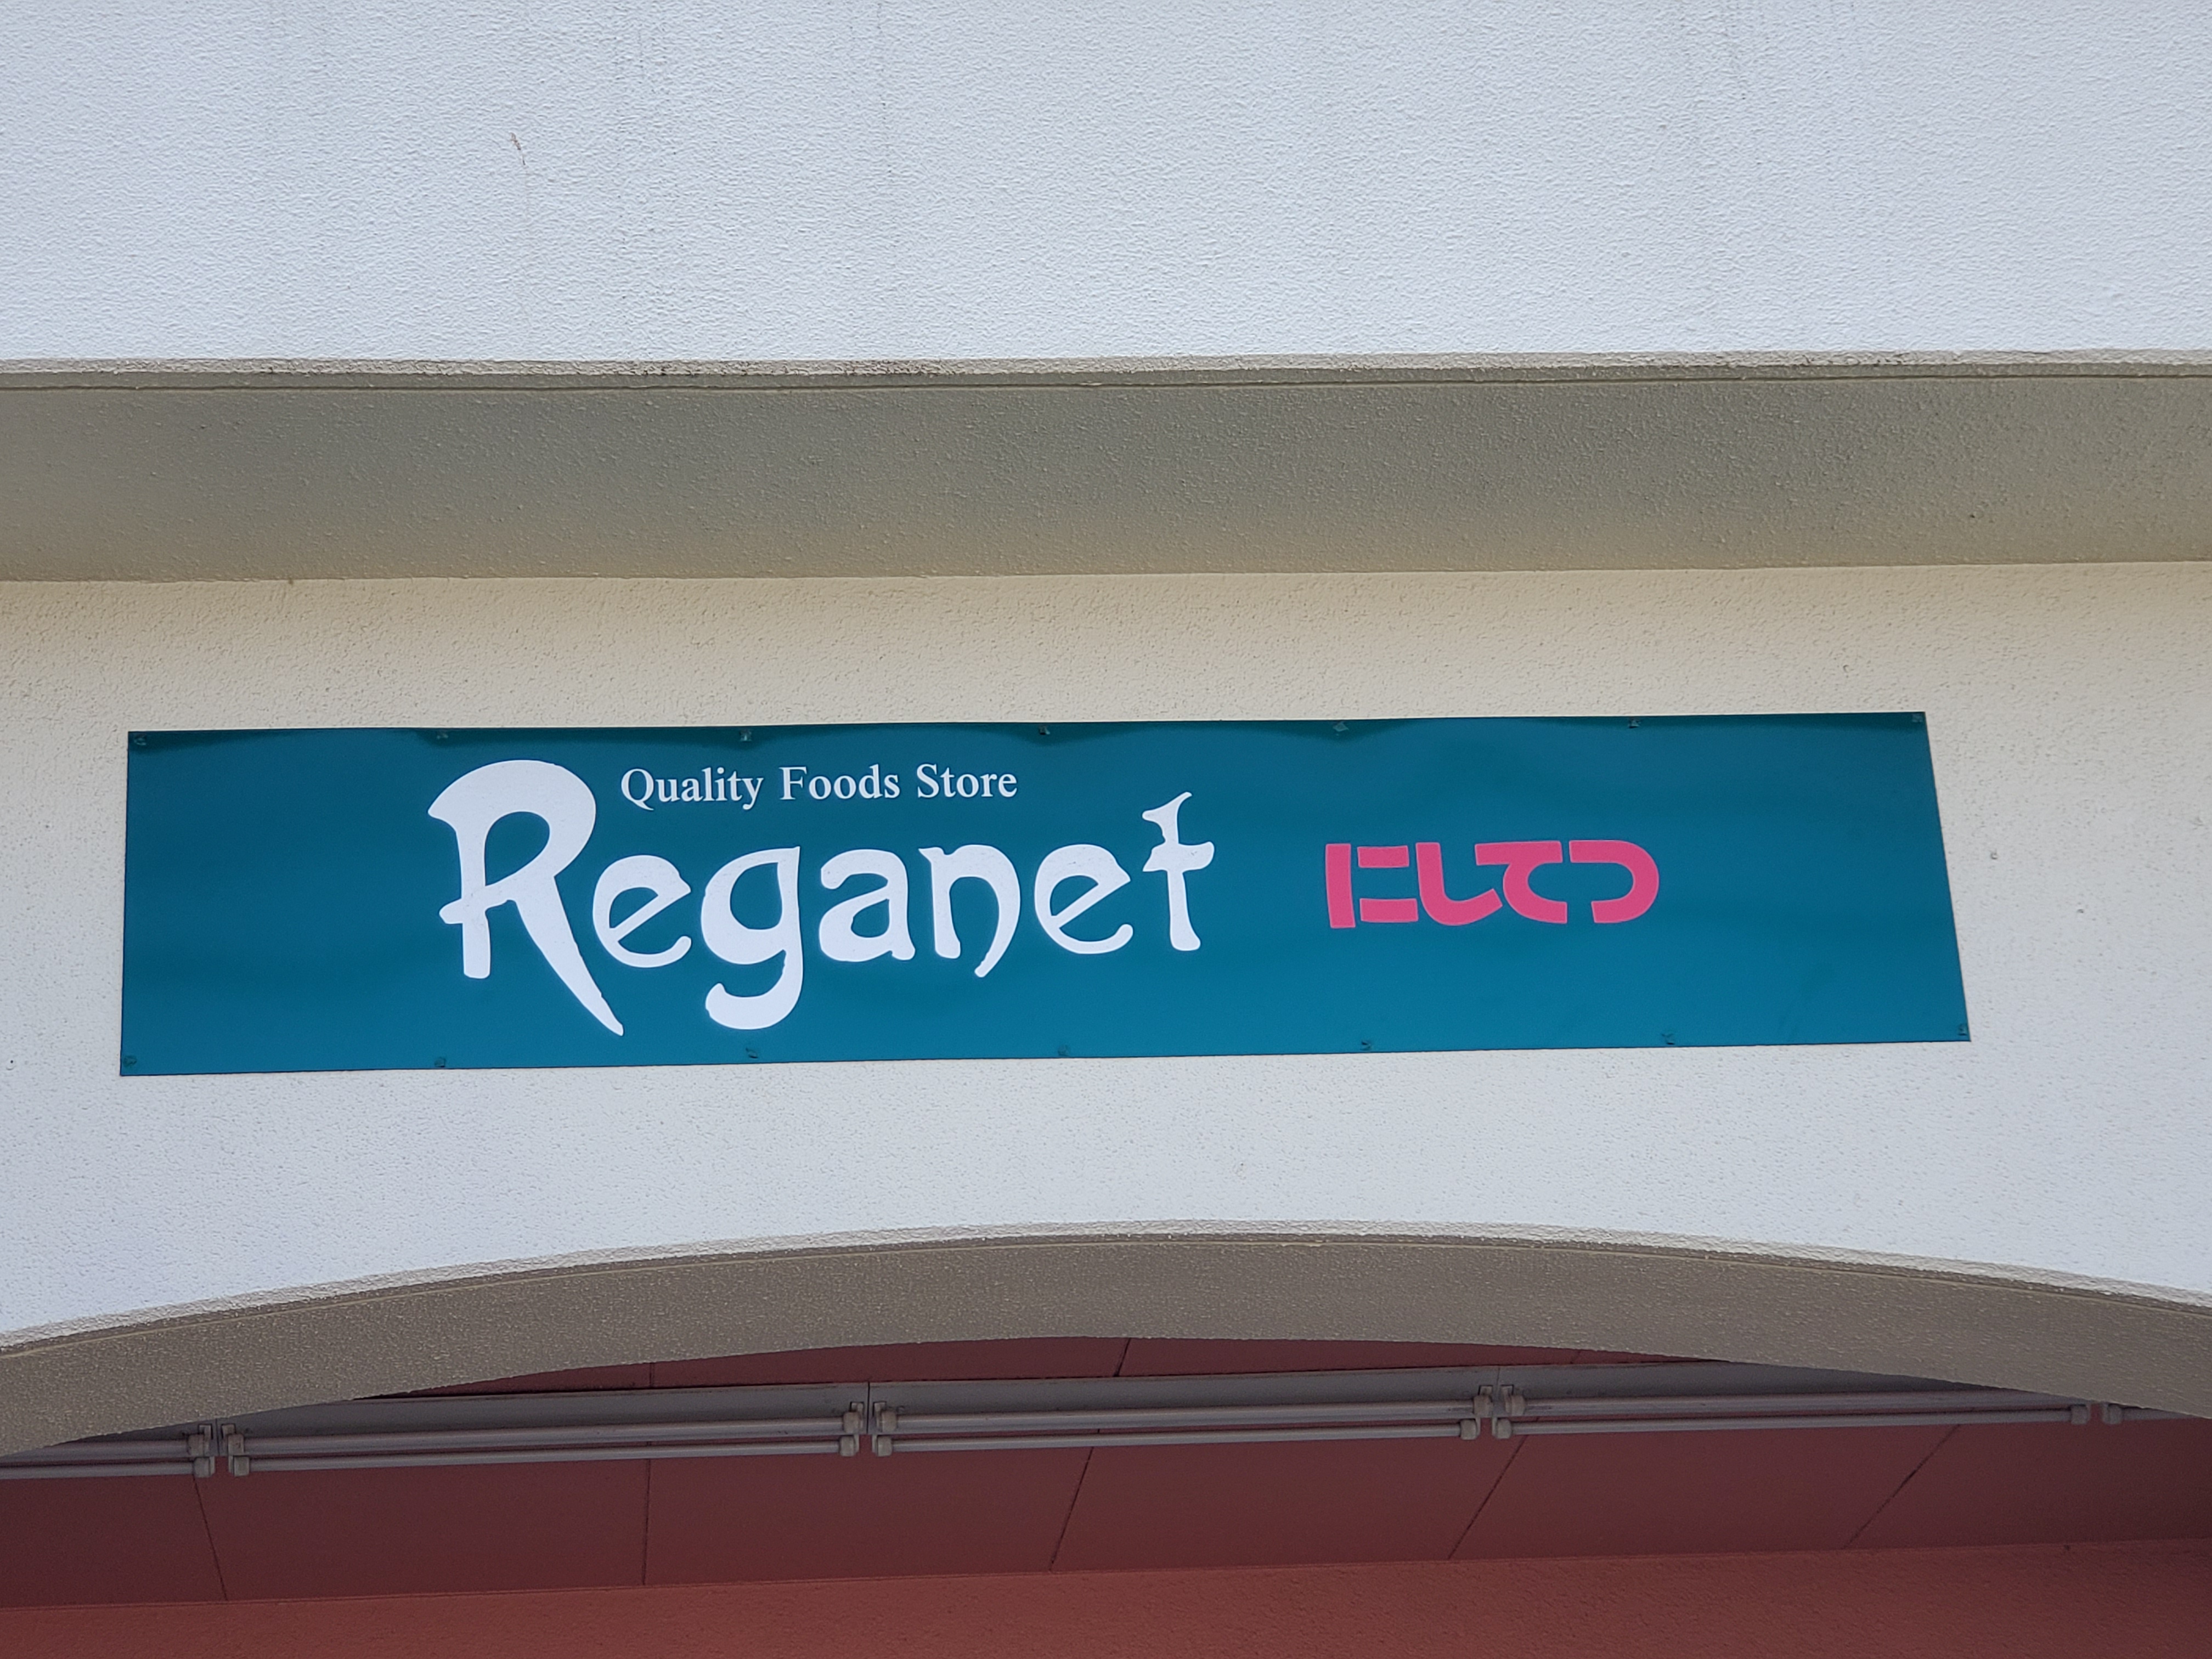 Quality Foods Store
Reganet にしてつ